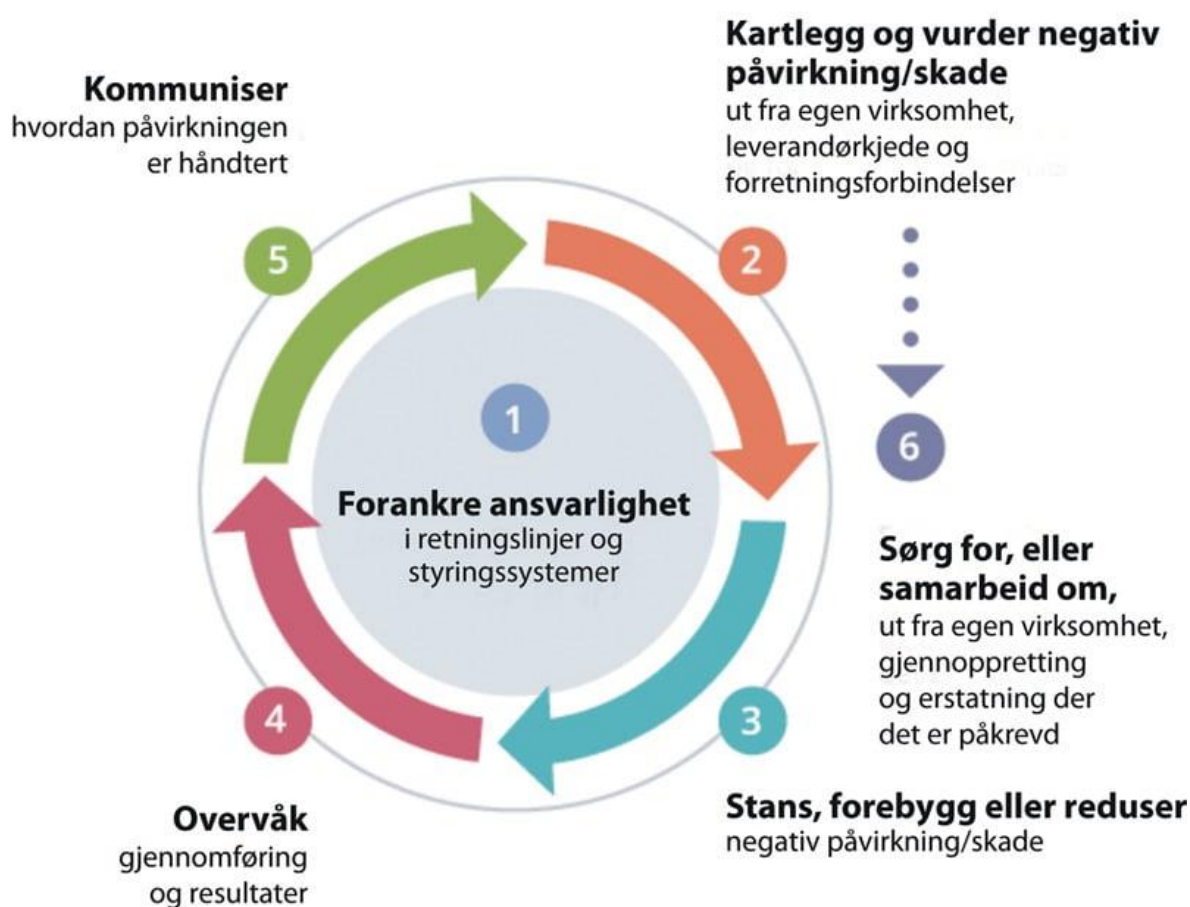 1
Forankre ansvarlighet
i retningslinjer og
styringssystemer
2
Kartlegg og vurder negativ
påvirkning/skade
ut fra egen virksomhet,
leverandørkjede og
forretningsforbindelser
3
Stans, forebygg eller reduser
negativ påvirkning/skade
4
Overvåk
gjennomføring
og resultater
5
Kommuniser
hvordan påvirkningen
er håndtert
6
Sørg for, eller
samarbeid om,
ut fra egen virksomhet,
gjennoppretting
og erstatning der
det er påkrevd